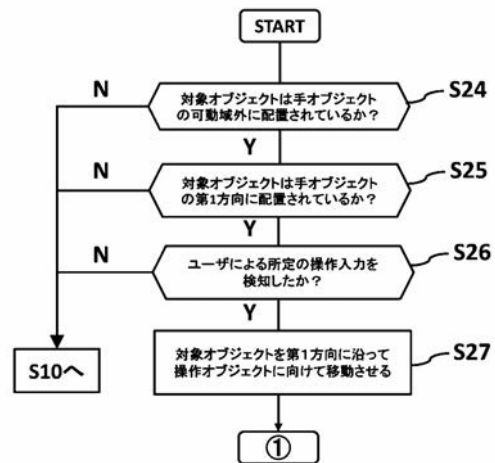 START
N
S24
対象オブジェクトは手オブジェクト
の可動域外に配置されているか？
Y
N
S25
対象オブジェクトは手オブジェクト
の第1方向に配置されているか？
Y
N
S26
ユーザによる所定の操作入力を
検知したか？
Y
S27
対象オブジェクトを第1方向に沿って
操作オブジェクトに向けて移動させる
S10へ
①